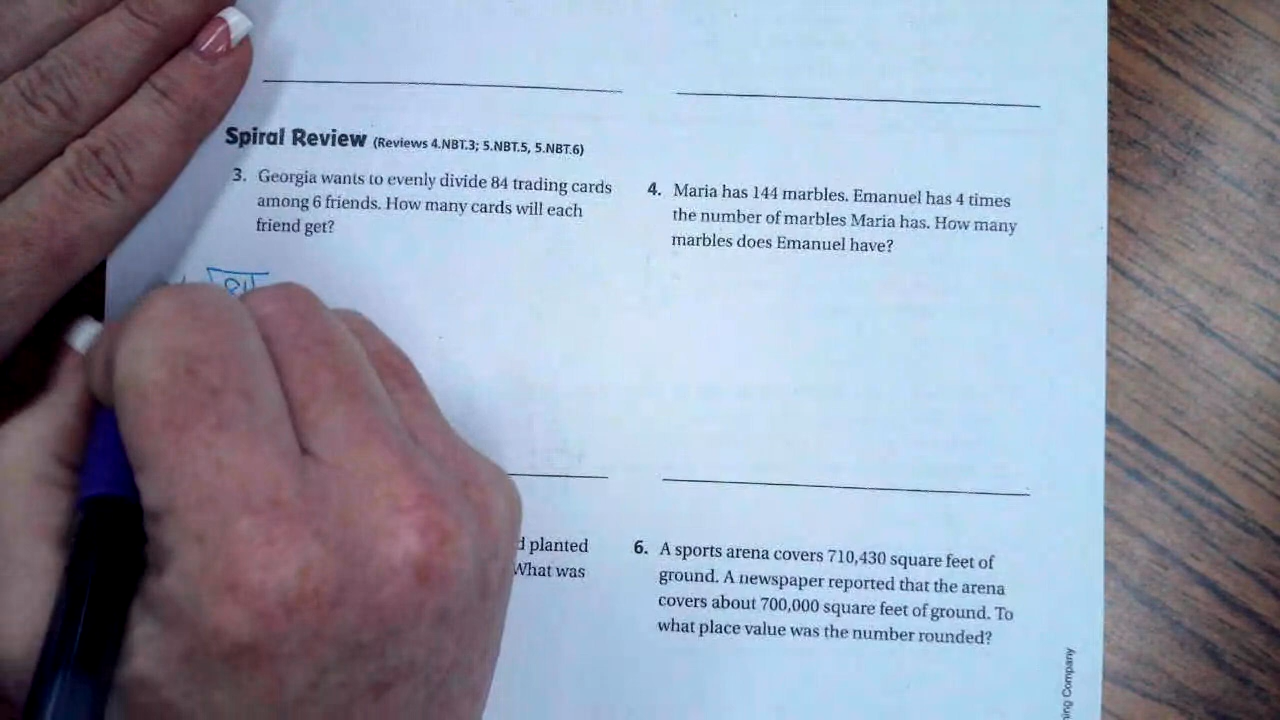 Spiral Review (Reviews 4.NBT.3; 5.NBT.5, 5.NBT.6)
3. Georgia wants to evenly divide 84 trading cards
among 6 friends. How many cards will each
friend get?
84
4. Maria has 144 marbles. Emanuel has 4 times
the number of marbles Maria has. How many
marbles does Emanuel have?
planted
What was
6. A sports arena covers 710,430 square feet of
ground. A newspaper reported that the arena
covers about 700,000 square feet of ground. To
what place value was the number rounded?
Company